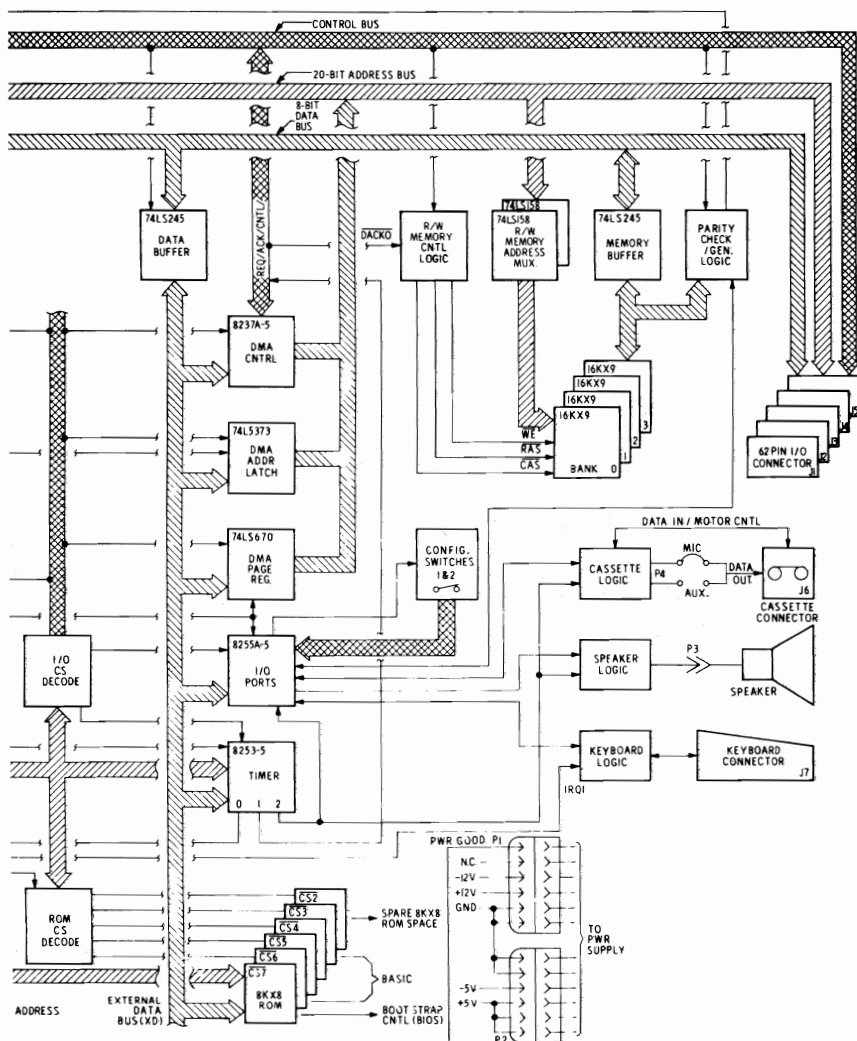 CONTROL BUS
20-BIT ADDRESS BUS
8-BIT
DATA
BUS
74LS245
DATA
BUFFER
REQ/ACK/CNTL/
DACKO
R/W
MEMORY
CNTL
LOGIC
74LS158
74LS158
R/W
MEMORY
ADDRESS
MUX.
74LS245
MEMORY
BUFFER
PARITY
CHECK
/GEN.
LOGIC
8237A-5
DMA
CNTRL
16KX9
16KX9
16KX9
16KX9
3
2
1
BANK 0
WE
RAS
CAS
J5
J4
J3
J2
62 PIN I/O
CONNECTOR
J1
74L5373
DMA
ADDR
LATCH
74LS670
DMA
PAGE
REG.
CONFIG.
SWITCHES
1&2
DATA IN / MOTOR CNTL
CASSETTE
LOGIC
P4
MIC
AUX.
DATA
OUT
J6
CASSETTE
CONNECTOR
I/O
CS
DECODE
8255A-5
I/O
PORTS
SPEAKER
LOGIC
P3
SPEAKER
8253-5
TIMER
0 1 2
KEYBOARD
LOGIC
KEYBOARD
CONNECTOR
J7
IRQ1
PWR GOOD P1
N.C.
-12V
+12V
GND
TO
PWR
SUPPLY
-5V
+5V
P2
ROM
CS
DECODE
CS2
CS3
CS4
CS5
CS6
CS7
8KX8
ROM
SPARE 8KX8
ROM SPACE
BASIC
BOOT STRAP
CNTL (BIOS)
ADDRESS
EXTERNAL
DATA
BUS (XD)